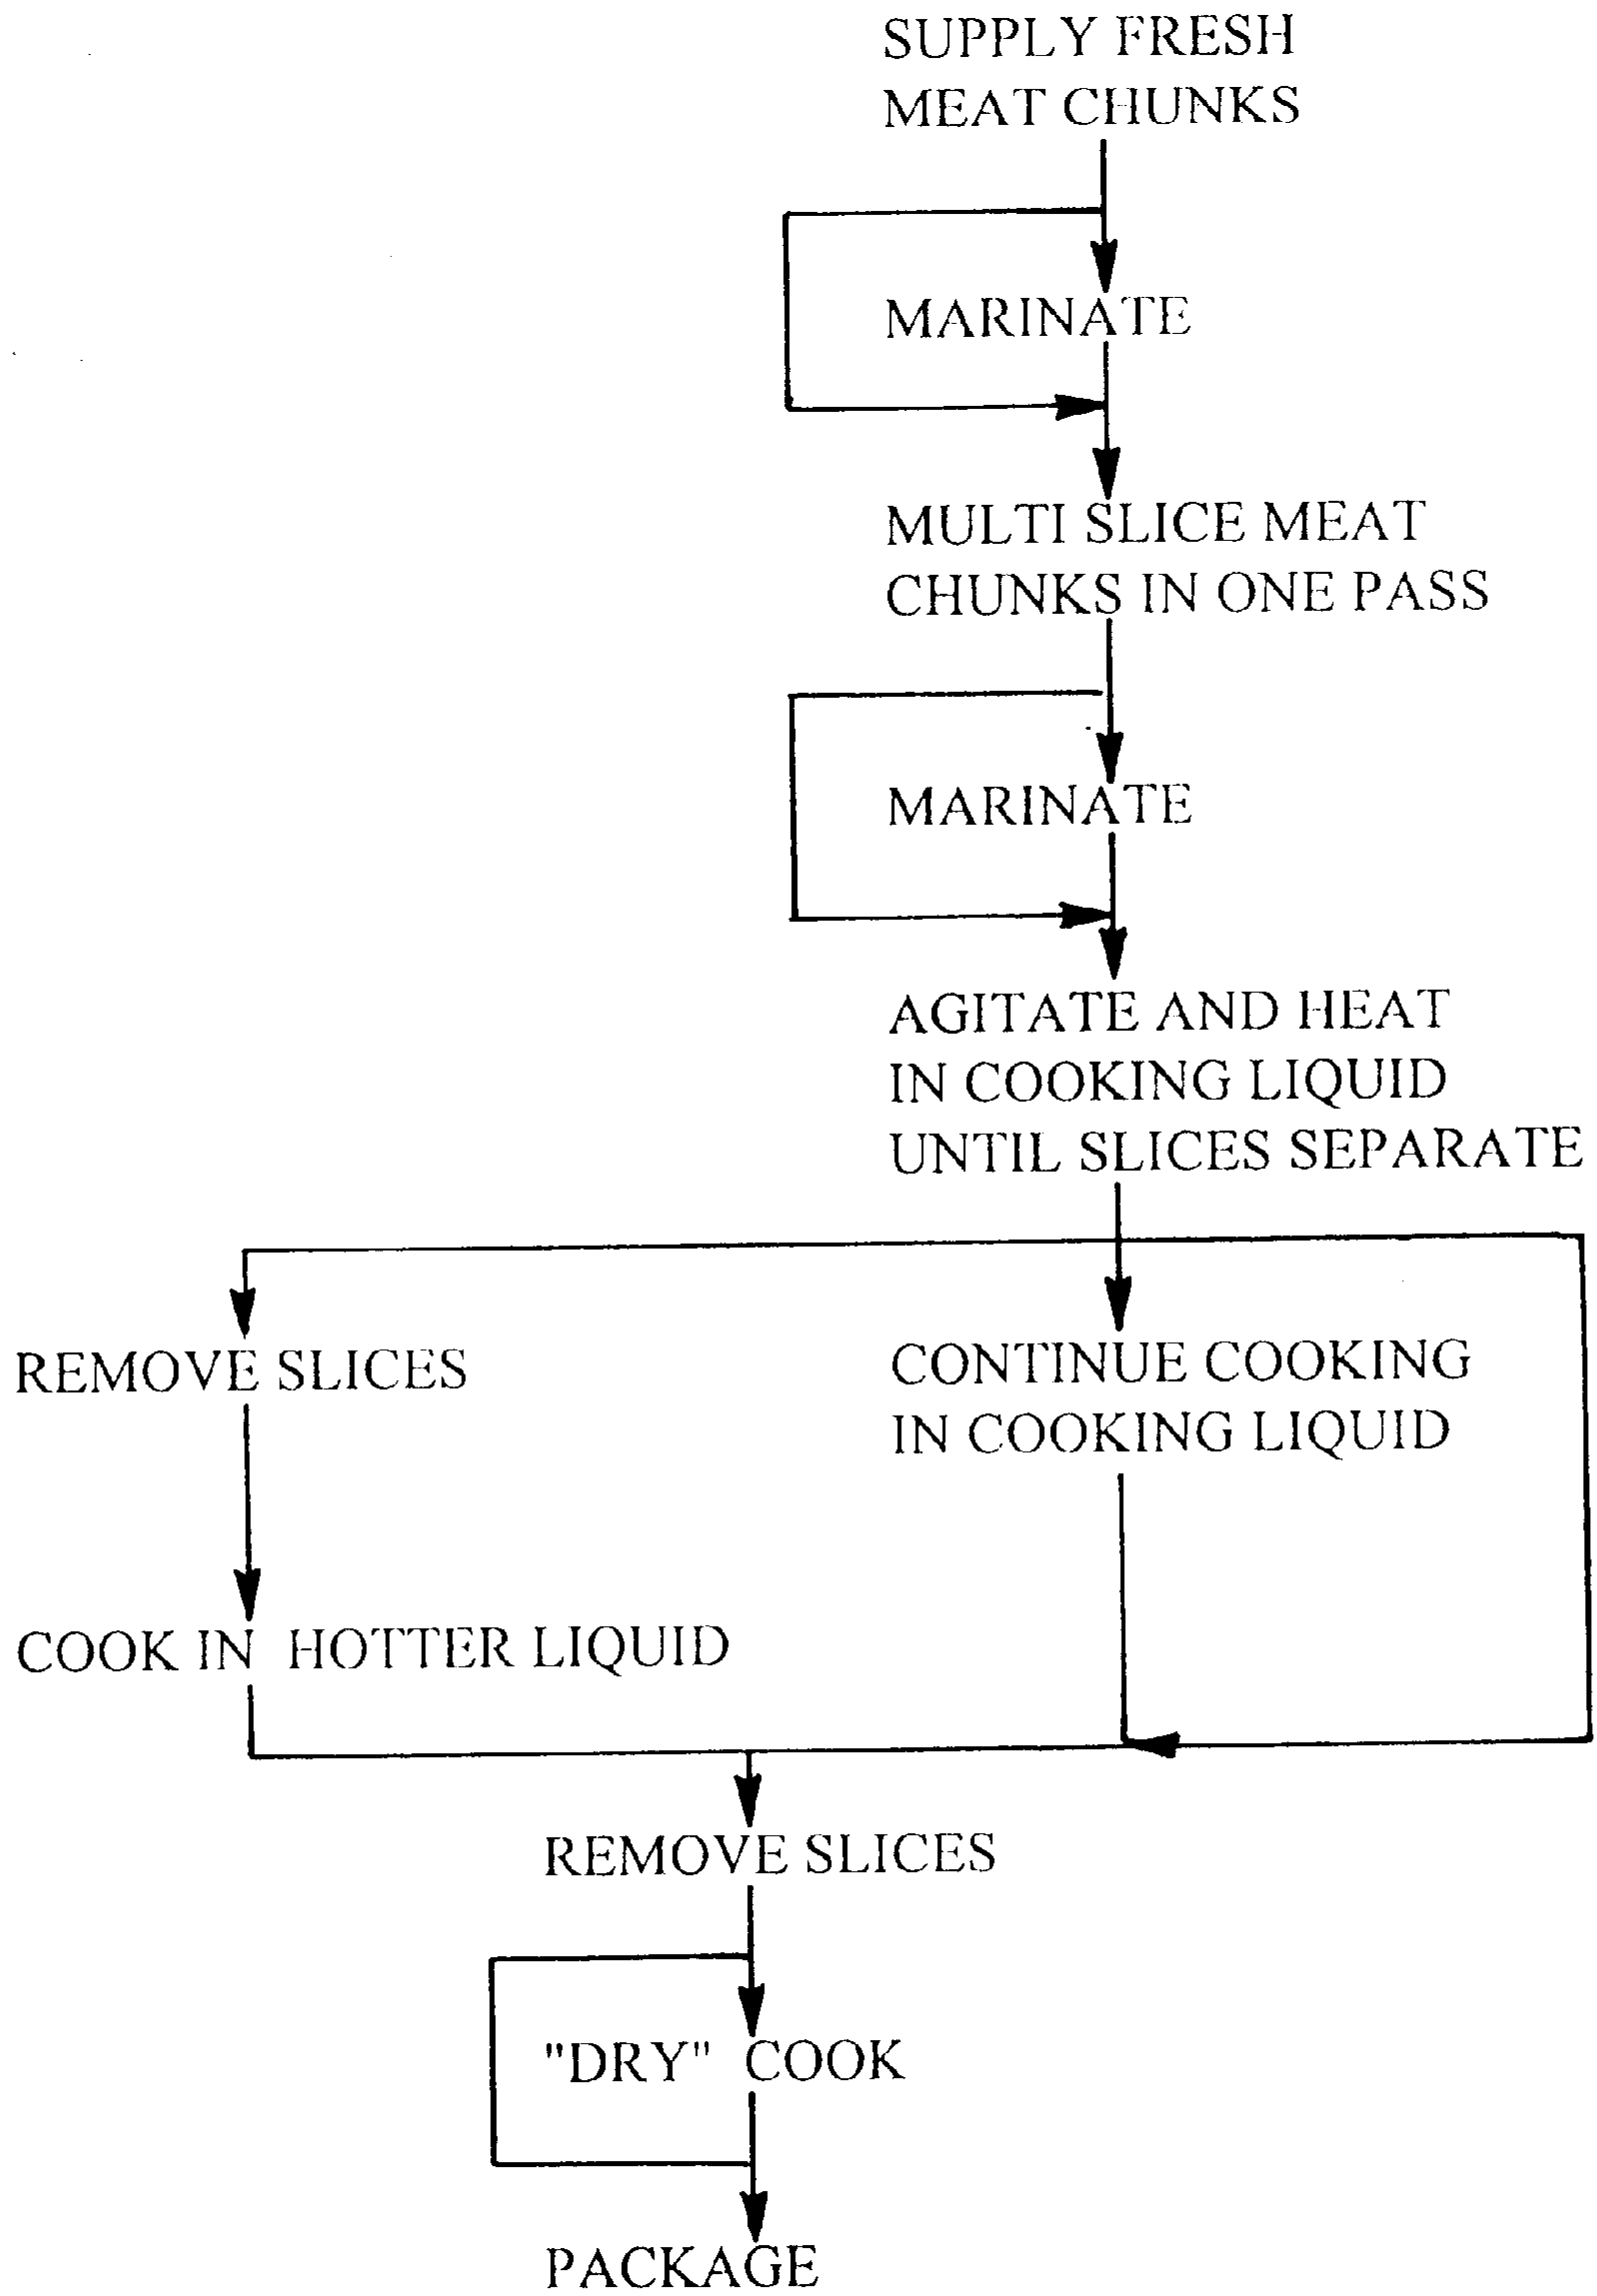 SUPPLY FRESH
MEAT CHUNKS
MARINATE
MULTI SLICE MEAT
CHUNKS IN ONE PASS
MARINATE
AGITATE AND HEAT
IN COOKING LIQUID
UNTIL SLICES SEPARATE
REMOVE SLICES
CONTINUE COOKING
IN COOKING LIQUID
COOK IN HOTTER LIQUID
REMOVE SLICES
"DRY" COOK
PACKAGE